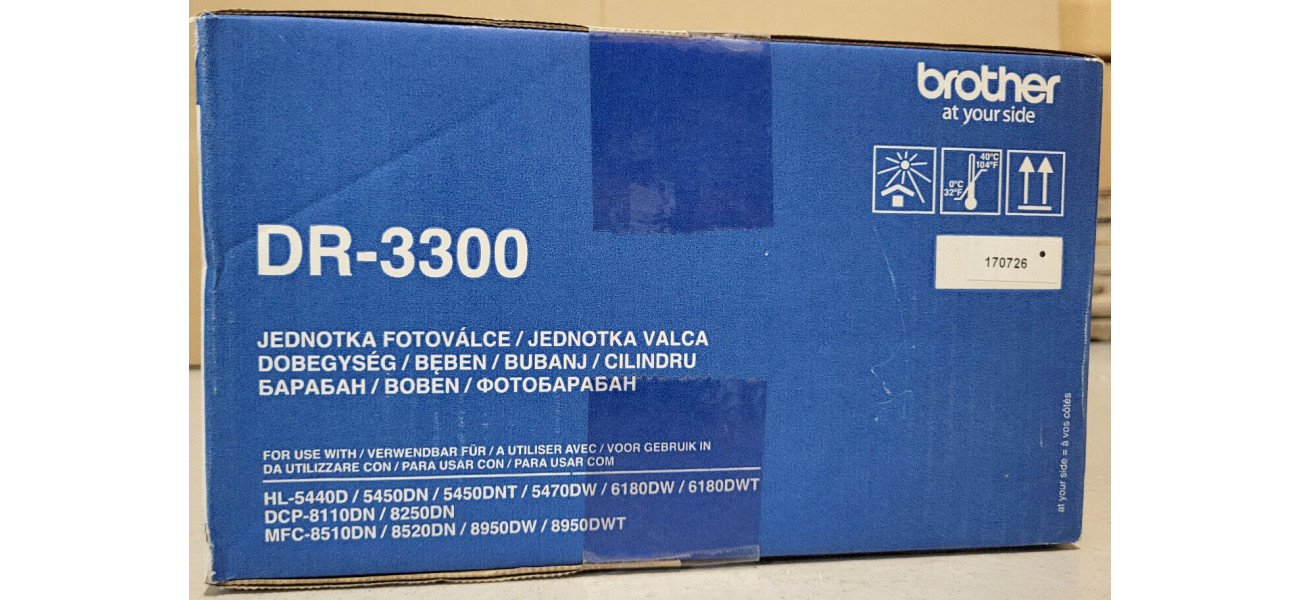 brother
at your side
40°C
104°F
0°C
32°F
170726
DR-3300
JEDNOTKA FOTOVÁLCE / JEDNOTKA VALCA
DOBEGYSÉG / BĘBEN / BUBANJ / CILINDRU
БАРАБАН / BOBEN / ФОТОБАРАБАН
FOR USE WITH / VERWENDBAR FÜR / A UTILISER AVEC / VOOR GEBRUIK IN
DA UTILIZZARE CON / PARA USAR CON / PARA USAR COM
HL-5440D / 5450DN / 5450DNT / 5470DW / 6180DW / 6180DWT
DCP-8110DN / 8250DN
MFC-8510DN / 8520DN / 8950DW / 8950DWT
at your side = à vos côtés